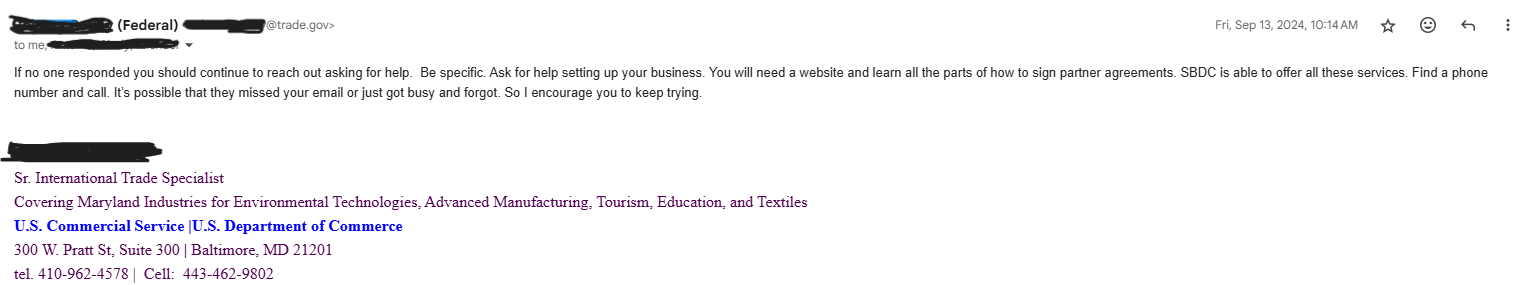 (Federal) @trade.gov>
Fri, Sep 13, 2024, 10:14 AM
to me,
If no one responded you should continue to reach out asking for help.  Be specific. Ask for help setting up your business. You will need a website and learn all the parts of how to sign partner agreements. SBDC is able to offer all these services. Find a phone
number and call. It's possible that they missed your email or just got busy and forgot. So I encourage you to keep trying.
Sr. International Trade Specialist
Covering Maryland Industries for Environmental Technologies, Advanced Manufacturing, Tourism, Education, and Textiles
U.S. Commercial Service |U.S. Department of Commerce
300 W. Pratt St, Suite 300 | Baltimore, MD 21201
tel. 410-962-4578 |  Cell:  443-462-9802